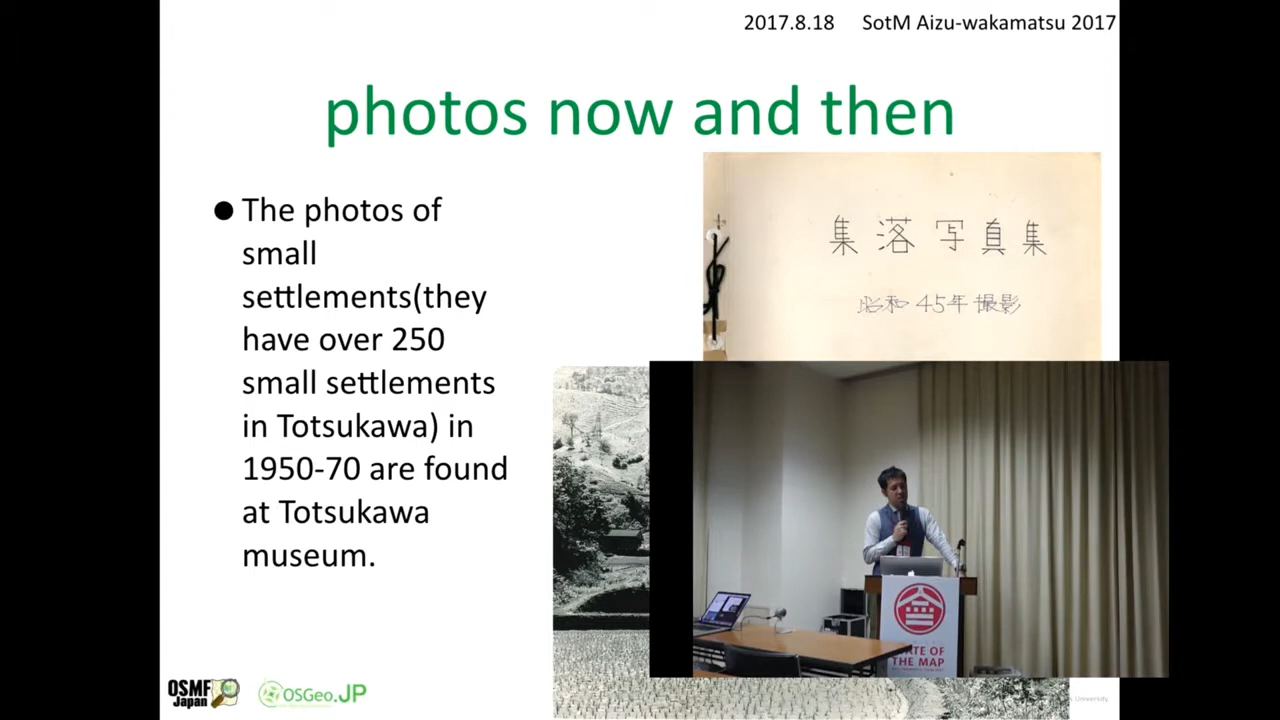 2017.8.18 SotM Aizu-wakamatsu 2017
photos now and then
● The photos of
small
settlements(they
have over 250
small settlements
in Totsukawa) in
1950-70 are found
at Totsukawa
museum.
集落写真集
昭和45年撮影
OF
THE MAP
OSMF
Japan
OSGeo.JP
University